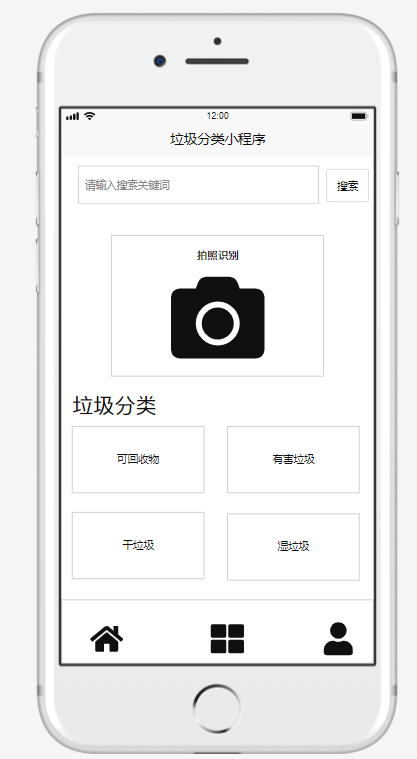 12:00
垃圾分类小程序
请输入搜索关键词
搜索
拍照识别
垃圾分类
可回收物
有害垃圾
干垃圾
湿垃圾